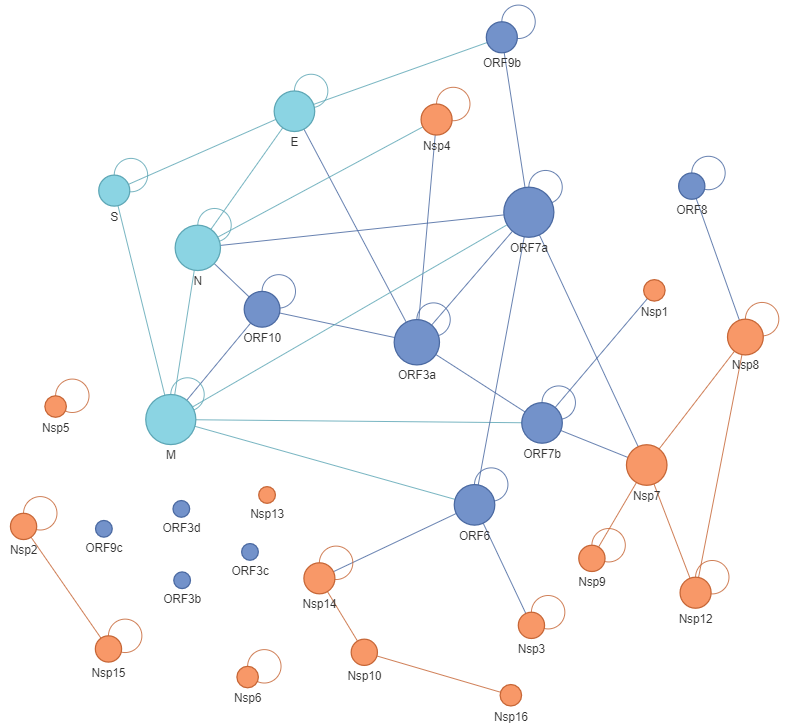 ORF9b
E
Nsp4
S
ORF8
ORF7a
N
Nsp1
ORF10
Nsp8
ORF3a
Nsp5
M
ORF7b
Nsp7
Nsp13
ORF3d
ORF6
ORF9c
Nsp2
ORF3c
Nsp9
ORF3b
Nsp14
Nsp12
Nsp3
Nsp15
Nsp10
Nsp6
Nsp16